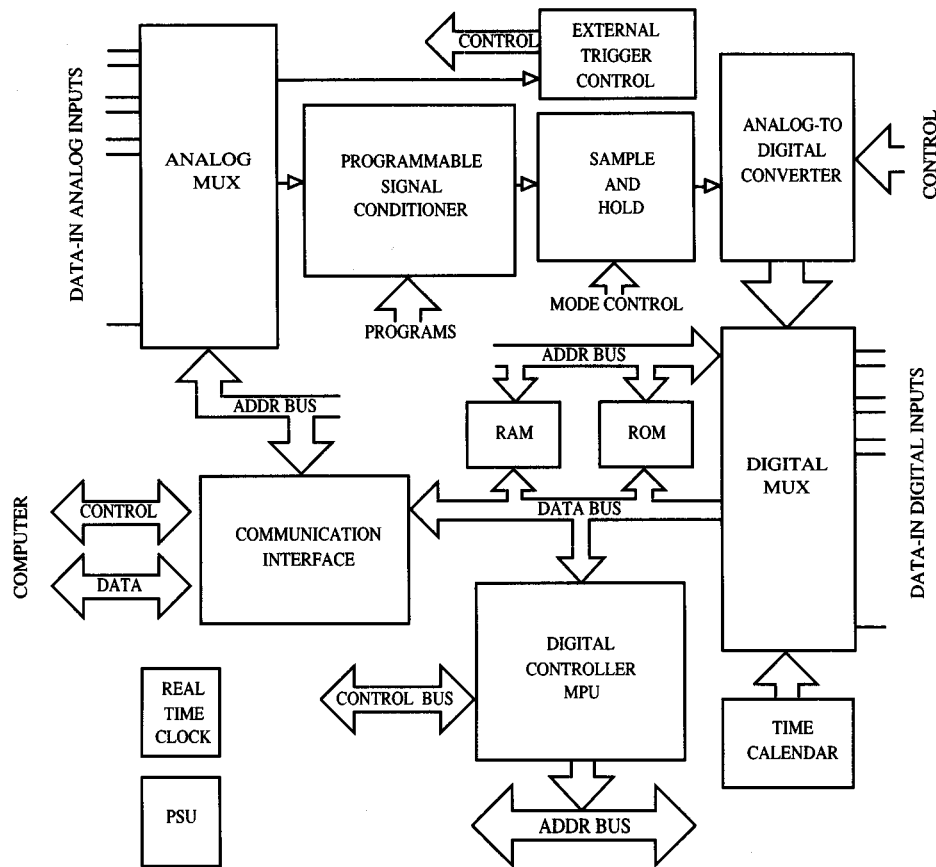 EXTERNAL
TRIGGER
CONTROL
CONTROL
DATA-IN ANALOG INPUTS
ANALOG
MUX
PROGRAMMABLE
SIGNAL
CONDITIONER
SAMPLE
AND
HOLD
ANALOG-TO
DIGITAL
CONVERTER
CONTROL
PROGRAMS
MODE CONTROL
ADDR BUS
ADDR BUS
RAM
ROM
DIGITAL
MUX
DATA-IN DIGITAL INPUTS
COMPUTER
CONTROL
DATA
COMMUNICATION
INTERFACE
DATA BUS
DIGITAL
CONTROLLER
MPU
CONTROL BUS
REAL
TIME
CLOCK
TIME
CALENDAR
PSU
ADDR BUS